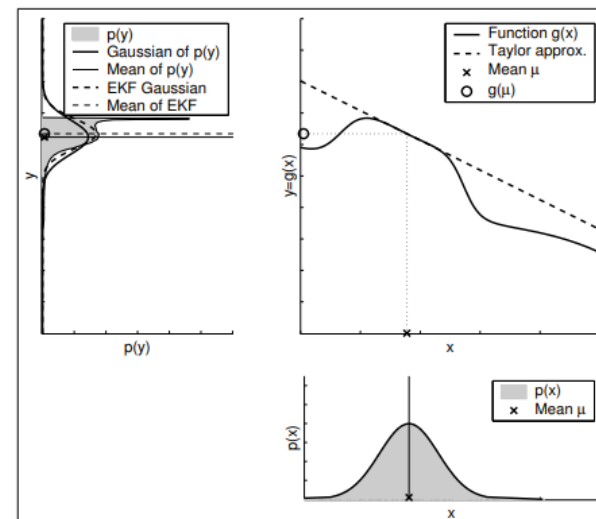 p(y)
Gaussian of p(y)
Mean of p(y)
EKF Gaussian
Mean of EKF
y
p(y)
Function g(x)
Taylor approx.
Mean μ
g(μ)
y=g(x)
x
p(x)
Mean μ
p(x)
x